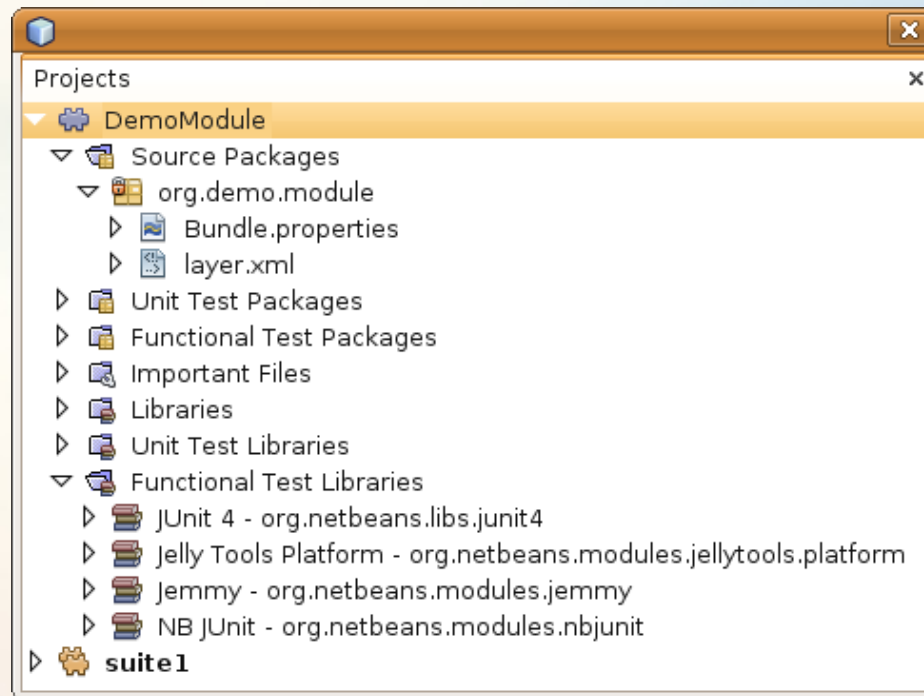 Projects
DemoModule
Source Packages
org.demo.module
Bundle.properties
layer.xml
Unit Test Packages
Functional Test Packages
Important Files
Libraries
Unit Test Libraries
Functional Test Libraries
JUnit 4 - org.netbeans.libs.junit4
Jelly Tools Platform - org.netbeans.modules.jellytools.platform
Jemmy - org.netbeans.modules.jemmy
NB JUnit - org.netbeans.modules.nbjunit
suite1